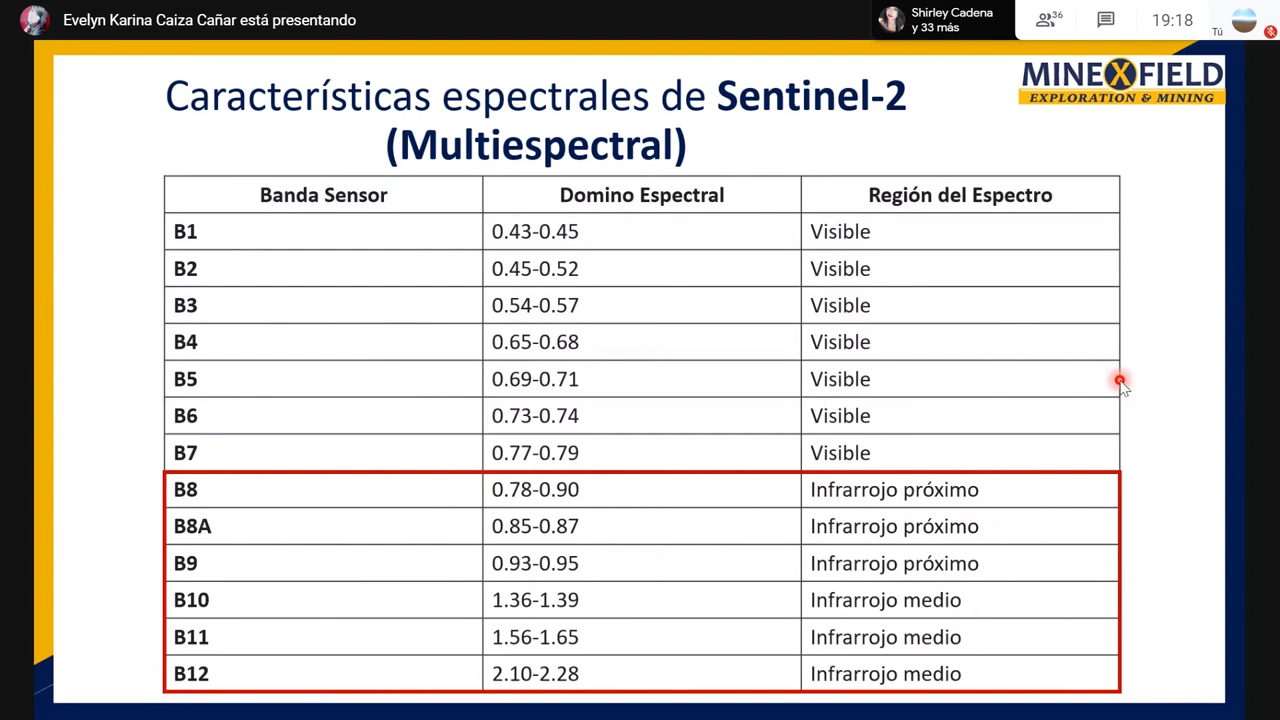 Evelyn Karina Caiza Cañar está presentando
Shirley Cadena
y 33 más
36
19:18
Tú
MINEXFIELD
EXPLORATION & MINING
Características espectrales de Sentinel-2
(Multiespectral)
Banda Sensor Domino Espectral Región del Espectro
B1 0.43-0.45 Visible
B2 0.45-0.52 Visible
B3 0.54-0.57 Visible
B4 0.65-0.68 Visible
B5 0.69-0.71 Visible
B6 0.73-0.74 Visible
B7 0.77-0.79 Visible
B8 0.78-0.90 Infrarrojo próximo
B8A 0.85-0.87 Infrarrojo próximo
B9 0.93-0.95 Infrarrojo próximo
B10 1.36-1.39 Infrarrojo medio
B11 1.56-1.65 Infrarrojo medio
B12 2.10-2.28 Infrarrojo medio